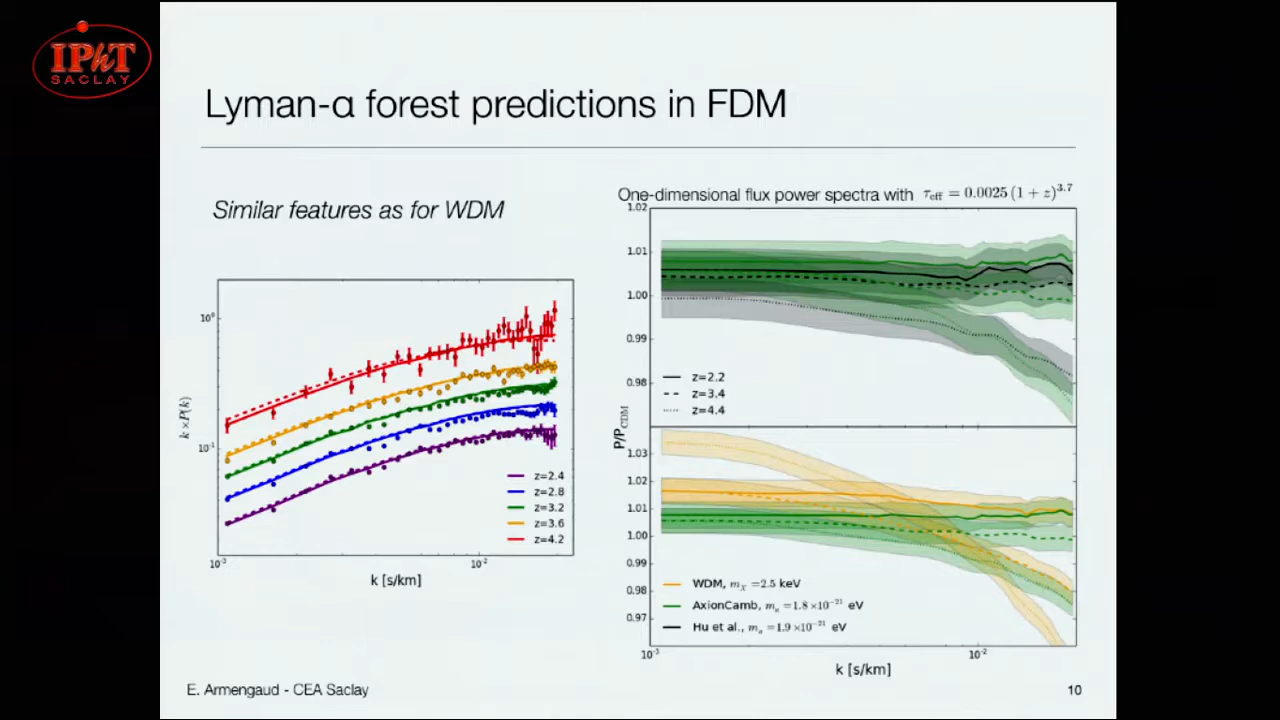 IPhT
SACLAY
Lyman-α forest predictions in FDM
Similar features as for WDM
One-dimensional flux power spectra with τeff = 0.0025 (1 + z)^3.7
10^0
10^-1
k × P(k)
z=2.4
z=2.8
z=3.2
z=3.6
z=4.2
10^-3
10^-2
k [s/km]
1.02
1.01
1.00
0.99
0.98
z=2.2
z=3.4
z=4.4
P/P_CDM
1.03
1.02
1.01
1.00
0.99
0.98
0.97
WDM, m_X = 2.5 keV
AxionCamb, m_a = 1.8 × 10^-21 eV
Hu et al., m_a = 1.9 × 10^-21 eV
10^-3
10^-2
k [s/km]
E. Armengaud - CEA Saclay
10